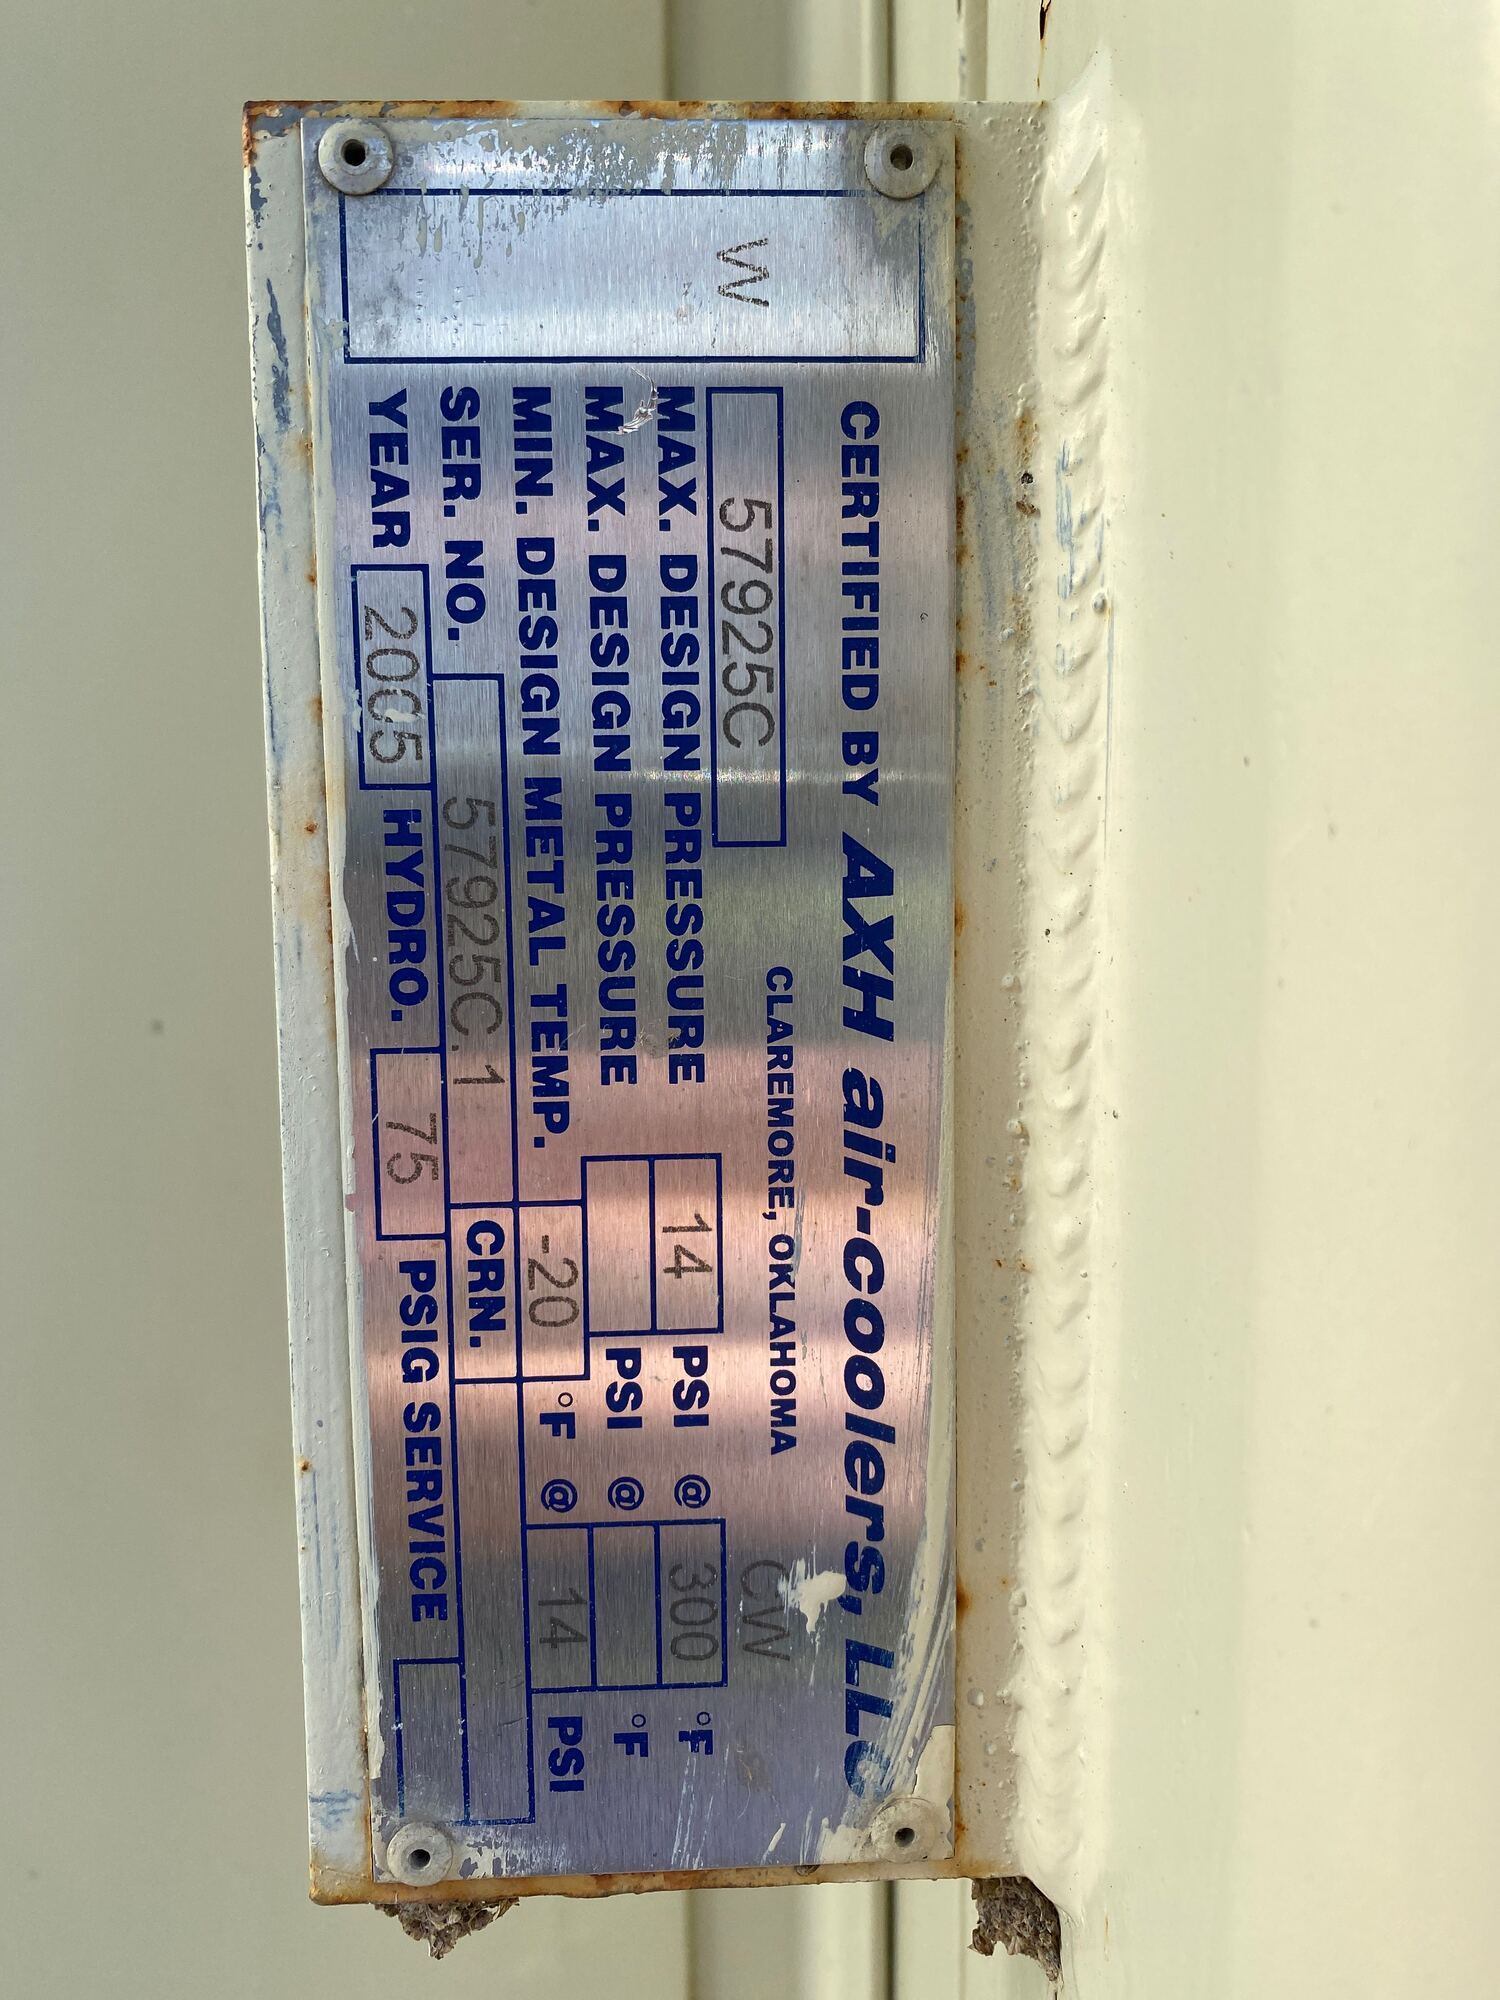 W
CERTIFIED BY AXH air-coolers, LLC
CLAREMORE, OKLAHOMA
57925C
CW
MAX. DESIGN PRESSURE 14 PSI @ 300 °F
MAX. DESIGN PRESSURE PSI @ °F
MIN. DESIGN METAL TEMP. -20 °F @ 14 PSI
SER. NO. 57925C.1 CRN.
YEAR 2005 HYDRO. 75 PSIG SERVICE